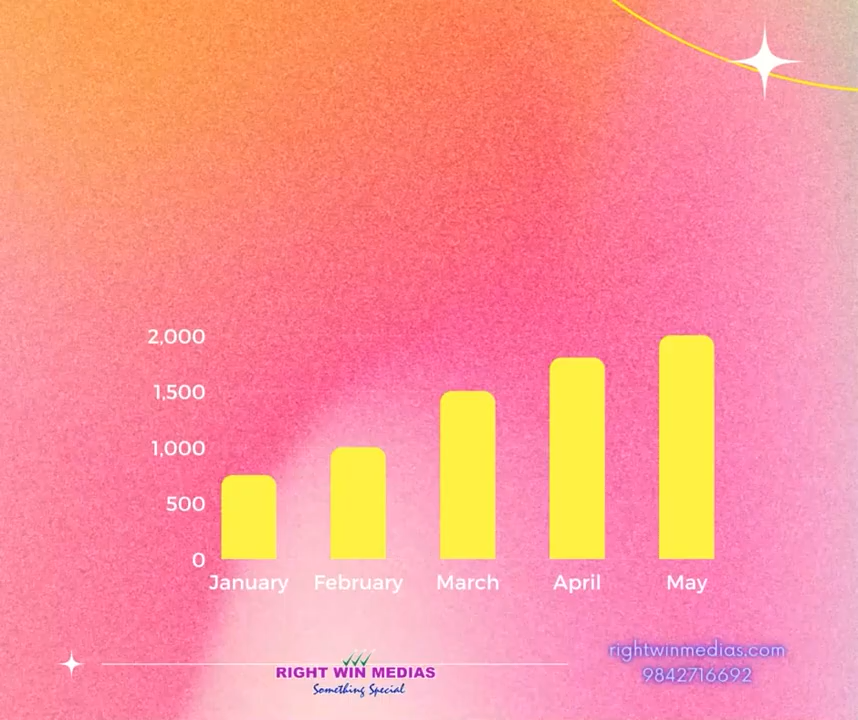 2,000
1,500
1,000
500
0
January February March April May
RIGHT WIN MEDIAS
Something Special
rightwinmedias.com
9842716692